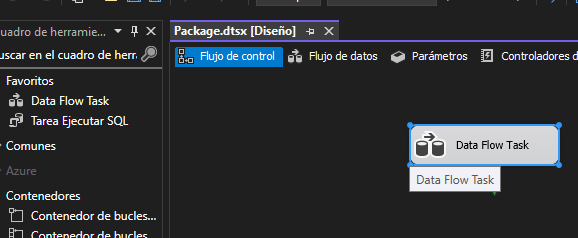 uadro de herramie...
Package.dtsx [Diseño]
uscar en el cuadro de herra
Flujo de control
Flujo de datos
Parámetros
Controladores d
Favoritos
Data Flow Task
Tarea Ejecutar SQL
Comunes
Azure
Contenedores
Contenedor de bucles...
Contenedor de bucles...
Data Flow Task
Data Flow Task